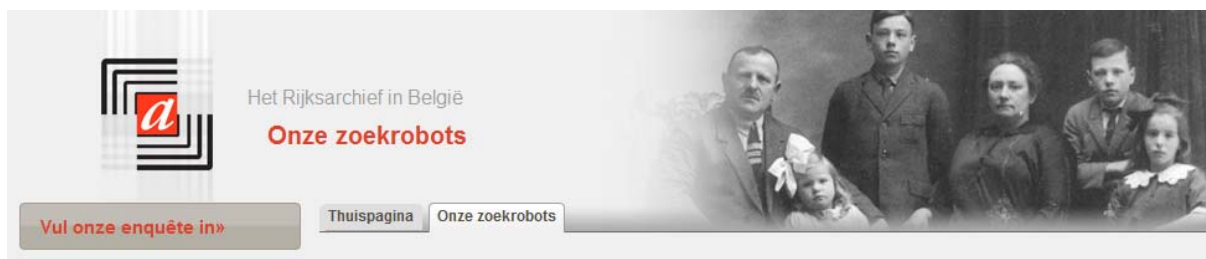 a
Het Rijksarchief in België
Onze zoekrobots
Vul onze enquête in»
Thuispagina
Onze zoekrobots